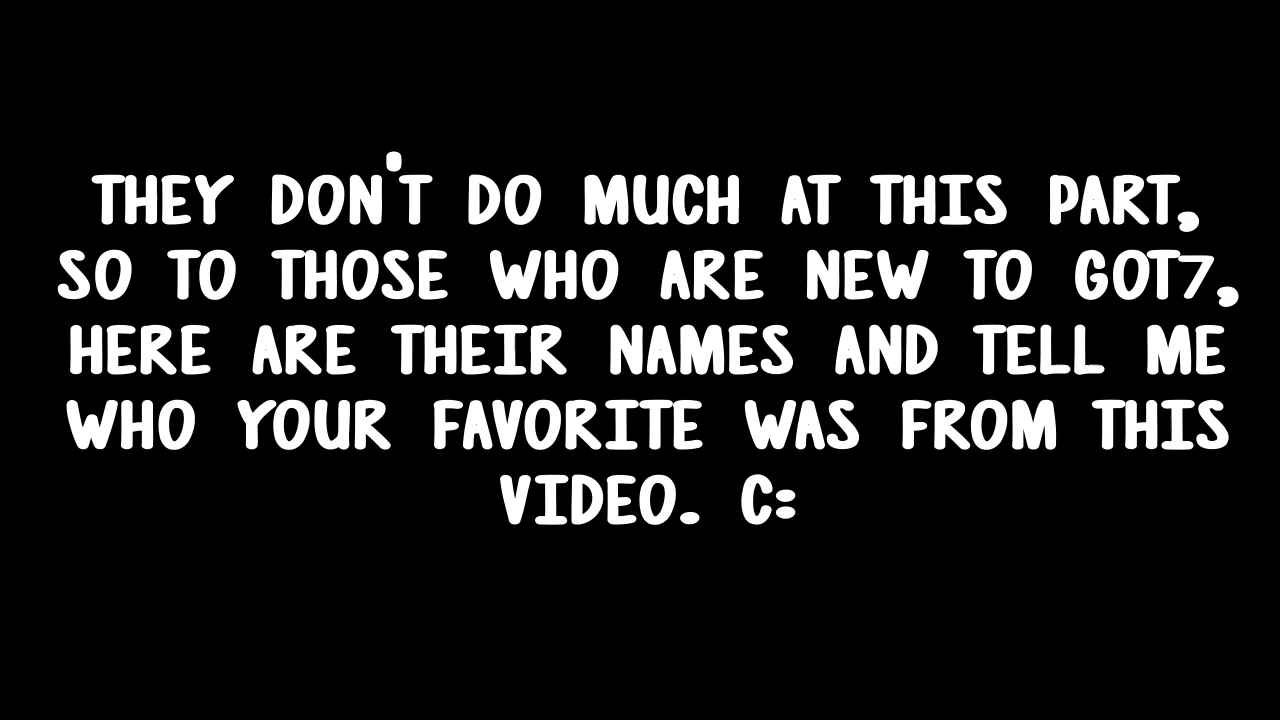 THEY DON'T DO MUCH AT THIS PART,
SO TO THOSE WHO ARE NEW TO GOT7,
HERE ARE THEIR NAMES AND TELL ME
WHO YOUR FAVORITE WAS FROM THIS
VIDEO. C: